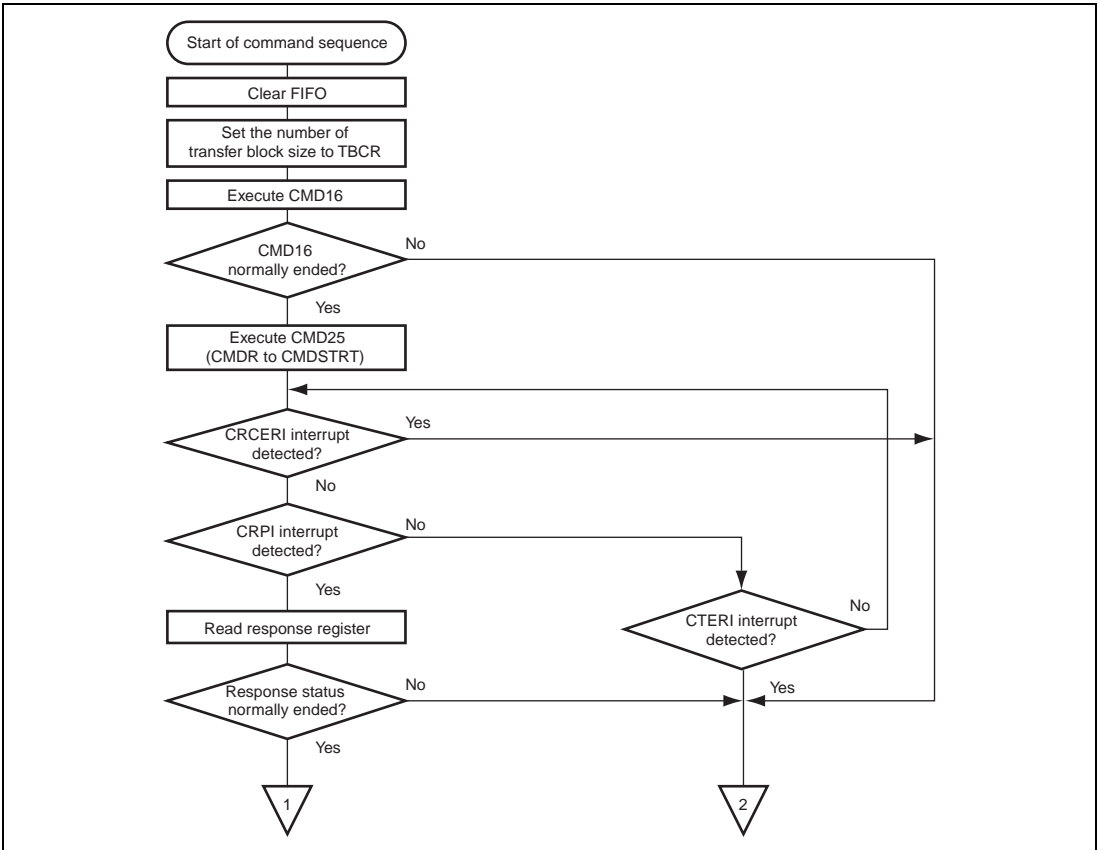 Start of command sequence
Clear FIFO
Set the number of
transfer block size to TBCR
Execute CMD16
CMD16
normally ended?
No
Yes
Execute CMD25
(CMDR to CMDSTRT)
CRCERI interrupt
detected?
Yes
No
CRPI interrupt
detected?
No
Yes
CTERI interrupt
detected?
No
Yes
Read response register
Response status
normally ended?
No
Yes
1
2